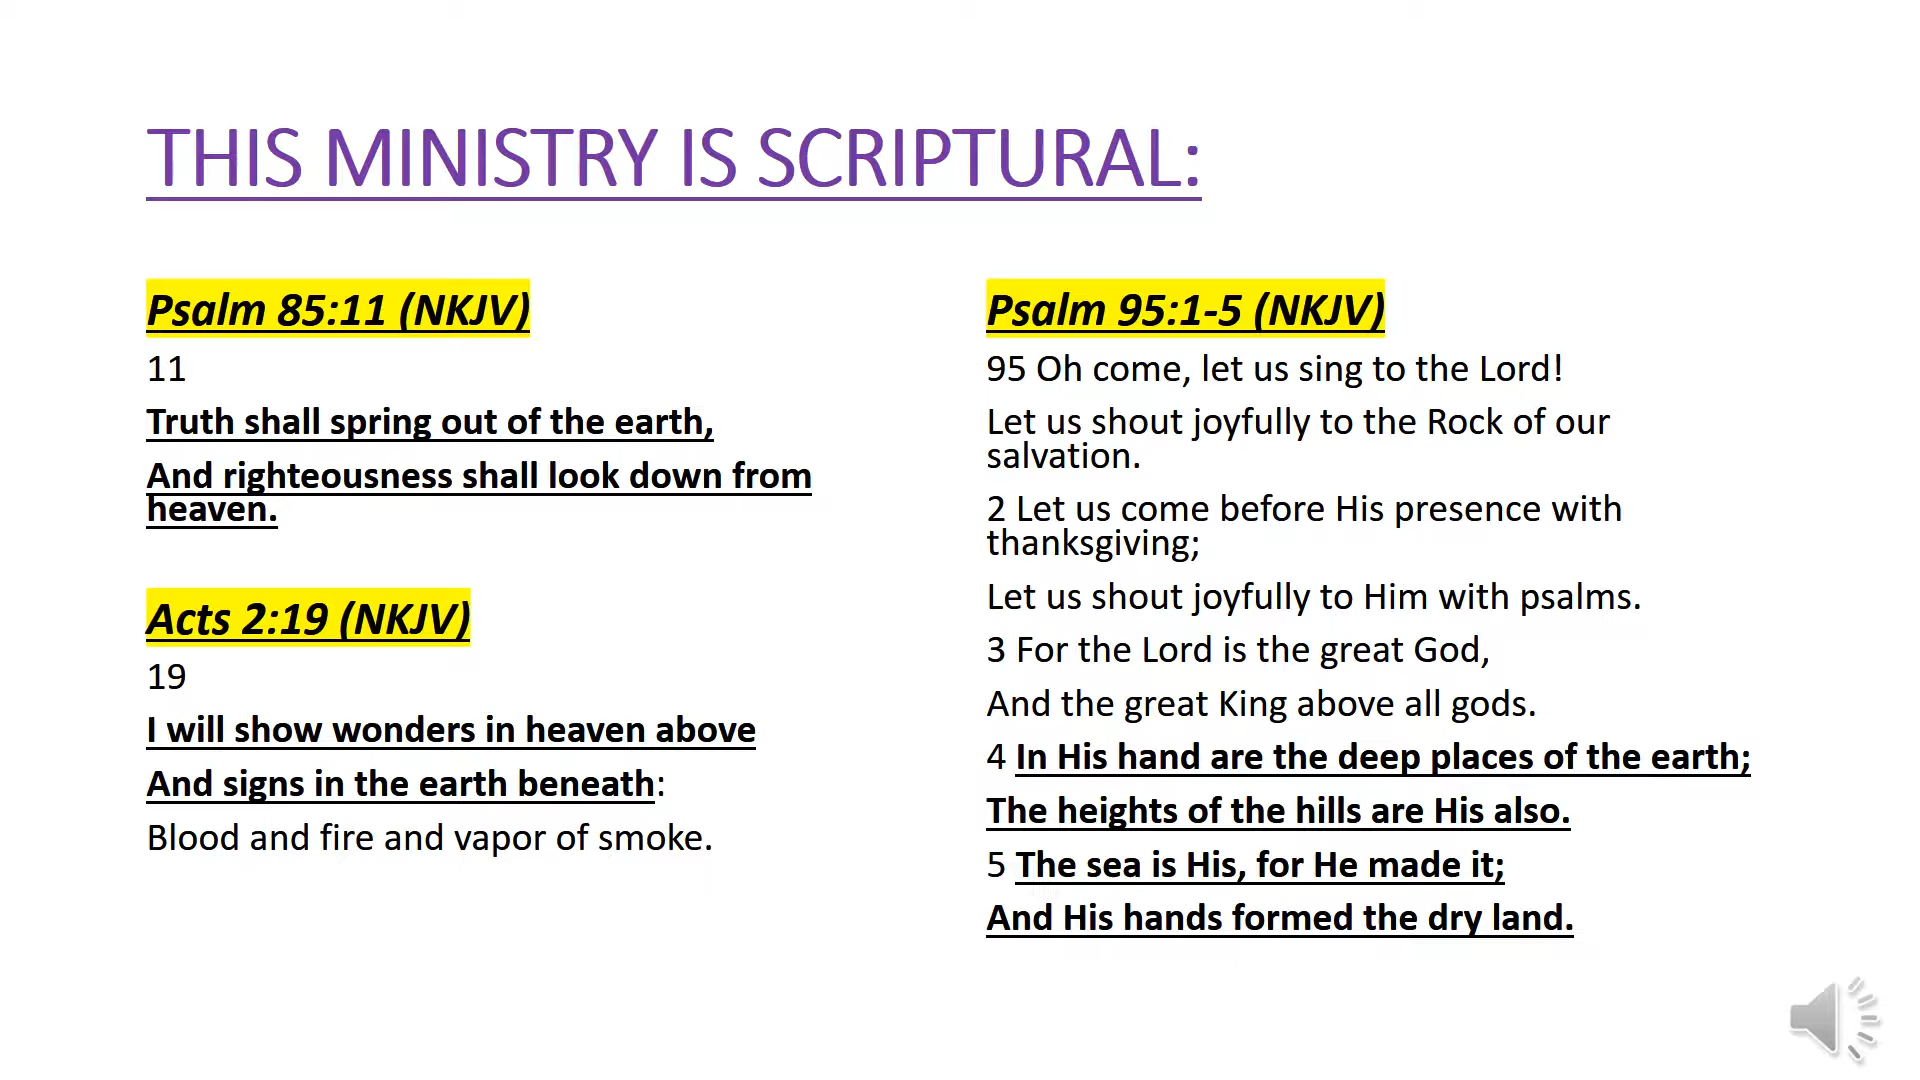 THIS MINISTRY IS SCRIPTURAL:
Psalm 85:11 (NKJV)
11
Truth shall spring out of the earth,
And righteousness shall look down from
heaven.
Acts 2:19 (NKJV)
19
I will show wonders in heaven above
And signs in the earth beneath:
Blood and fire and vapor of smoke.
Psalm 95:1-5 (NKJV)
95 Oh come, let us sing to the Lord!
Let us shout joyfully to the Rock of our
salvation.
2 Let us come before His presence with
thanksgiving;
Let us shout joyfully to Him with psalms.
3 For the Lord is the great God,
And the great King above all gods.
4 In His hand are the deep places of the earth;
The heights of the hills are His also.
5 The sea is His, for He made it;
And His hands formed the dry land.